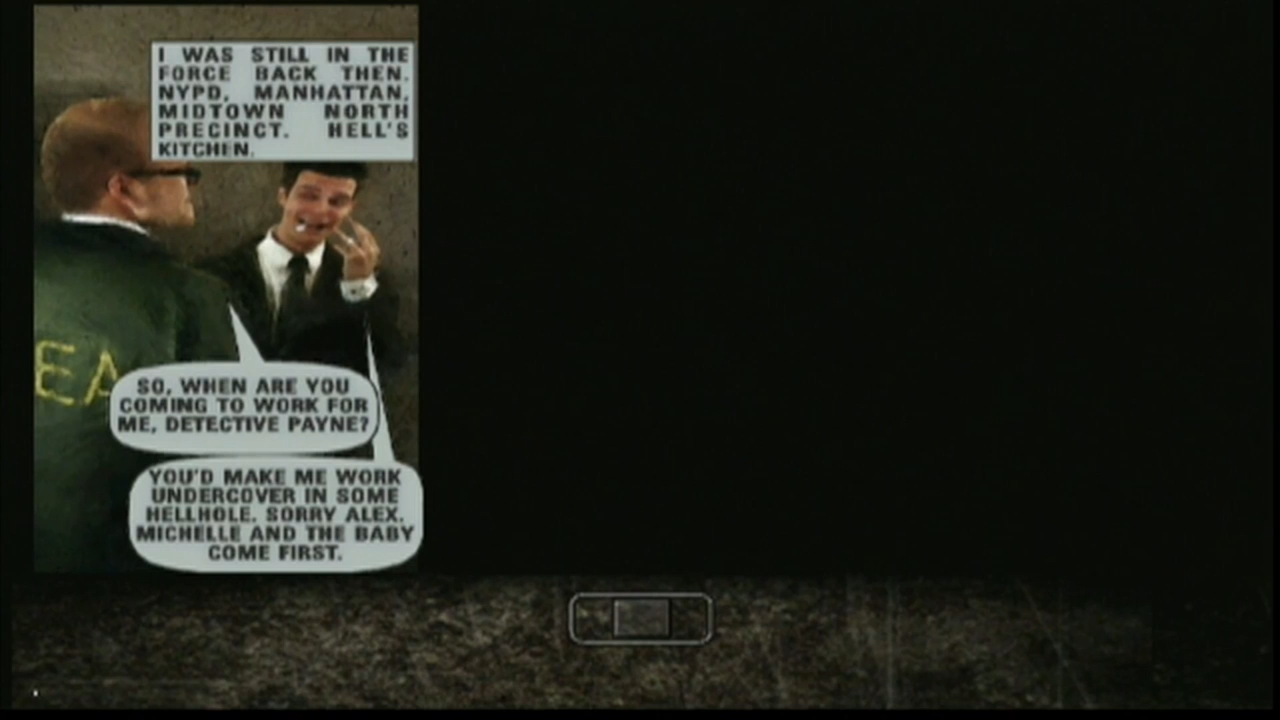 I WAS STILL IN THE
FORCE BACK THEN.
NYPD, MANHATTAN,
MIDTOWN NORTH
PRECINCT. HELL'S
KITCHEN.
EA
SO, WHEN ARE YOU
COMING TO WORK FOR
ME, DETECTIVE PAYNE?
YOU'D MAKE ME WORK
UNDERCOVER IN SOME
HELLHOLE. SORRY ALEX.
MICHELLE AND THE BABY
COME FIRST.